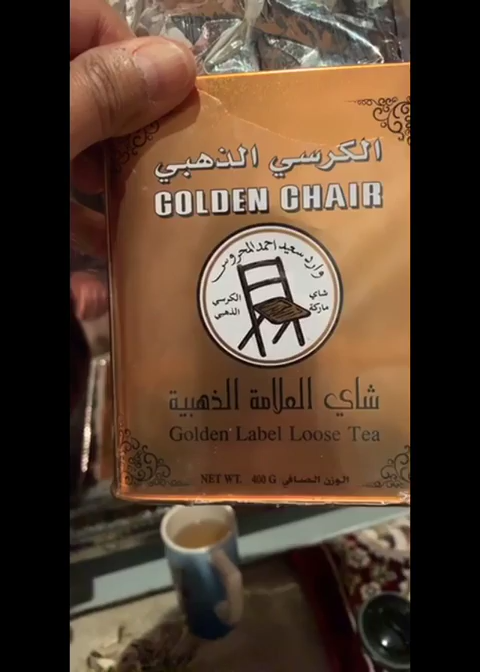 الكرسي الذهبي
GOLDEN CHAIR
وارد سعيد احمد المحروس
شاي ماركة
الكرسي الذهبي
شاي العلامة الذهبية
Golden Label Loose Tea
NET WT. 400 G الوزن الصافي